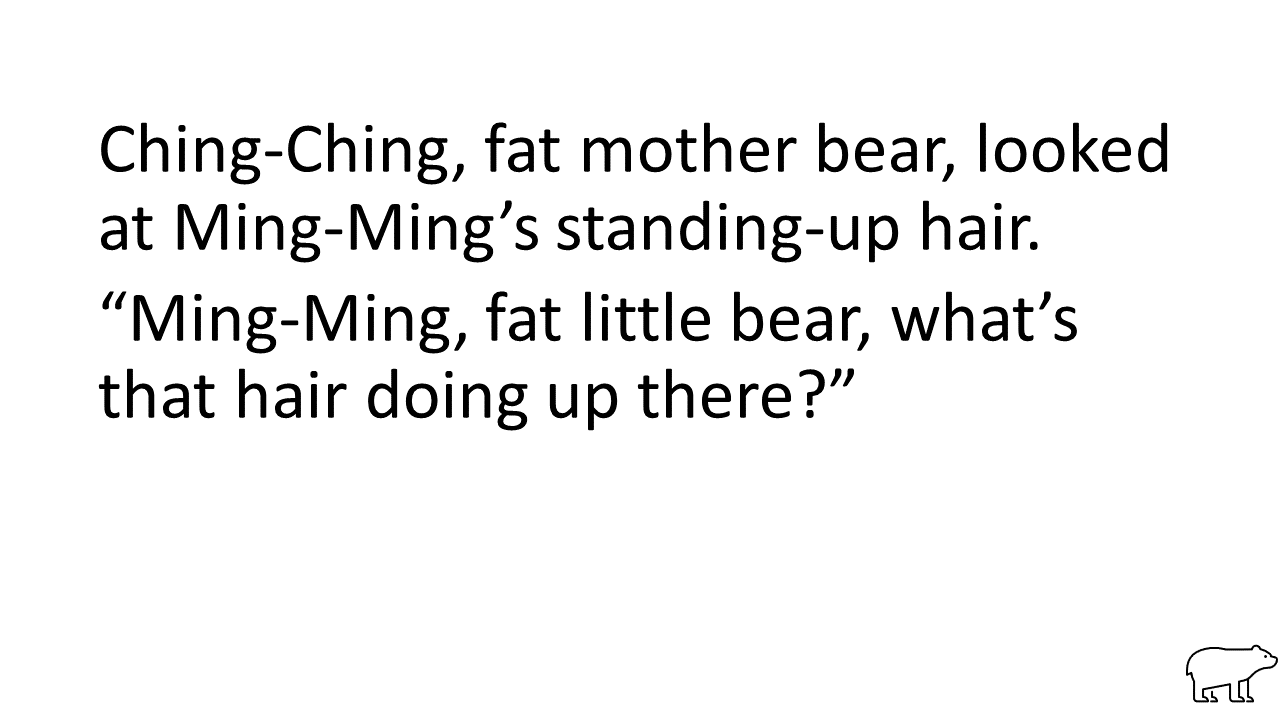 Ching-Ching, fat mother bear, looked
at Ming-Ming’s standing-up hair.
“Ming-Ming, fat little bear, what’s
that hair doing up there?”